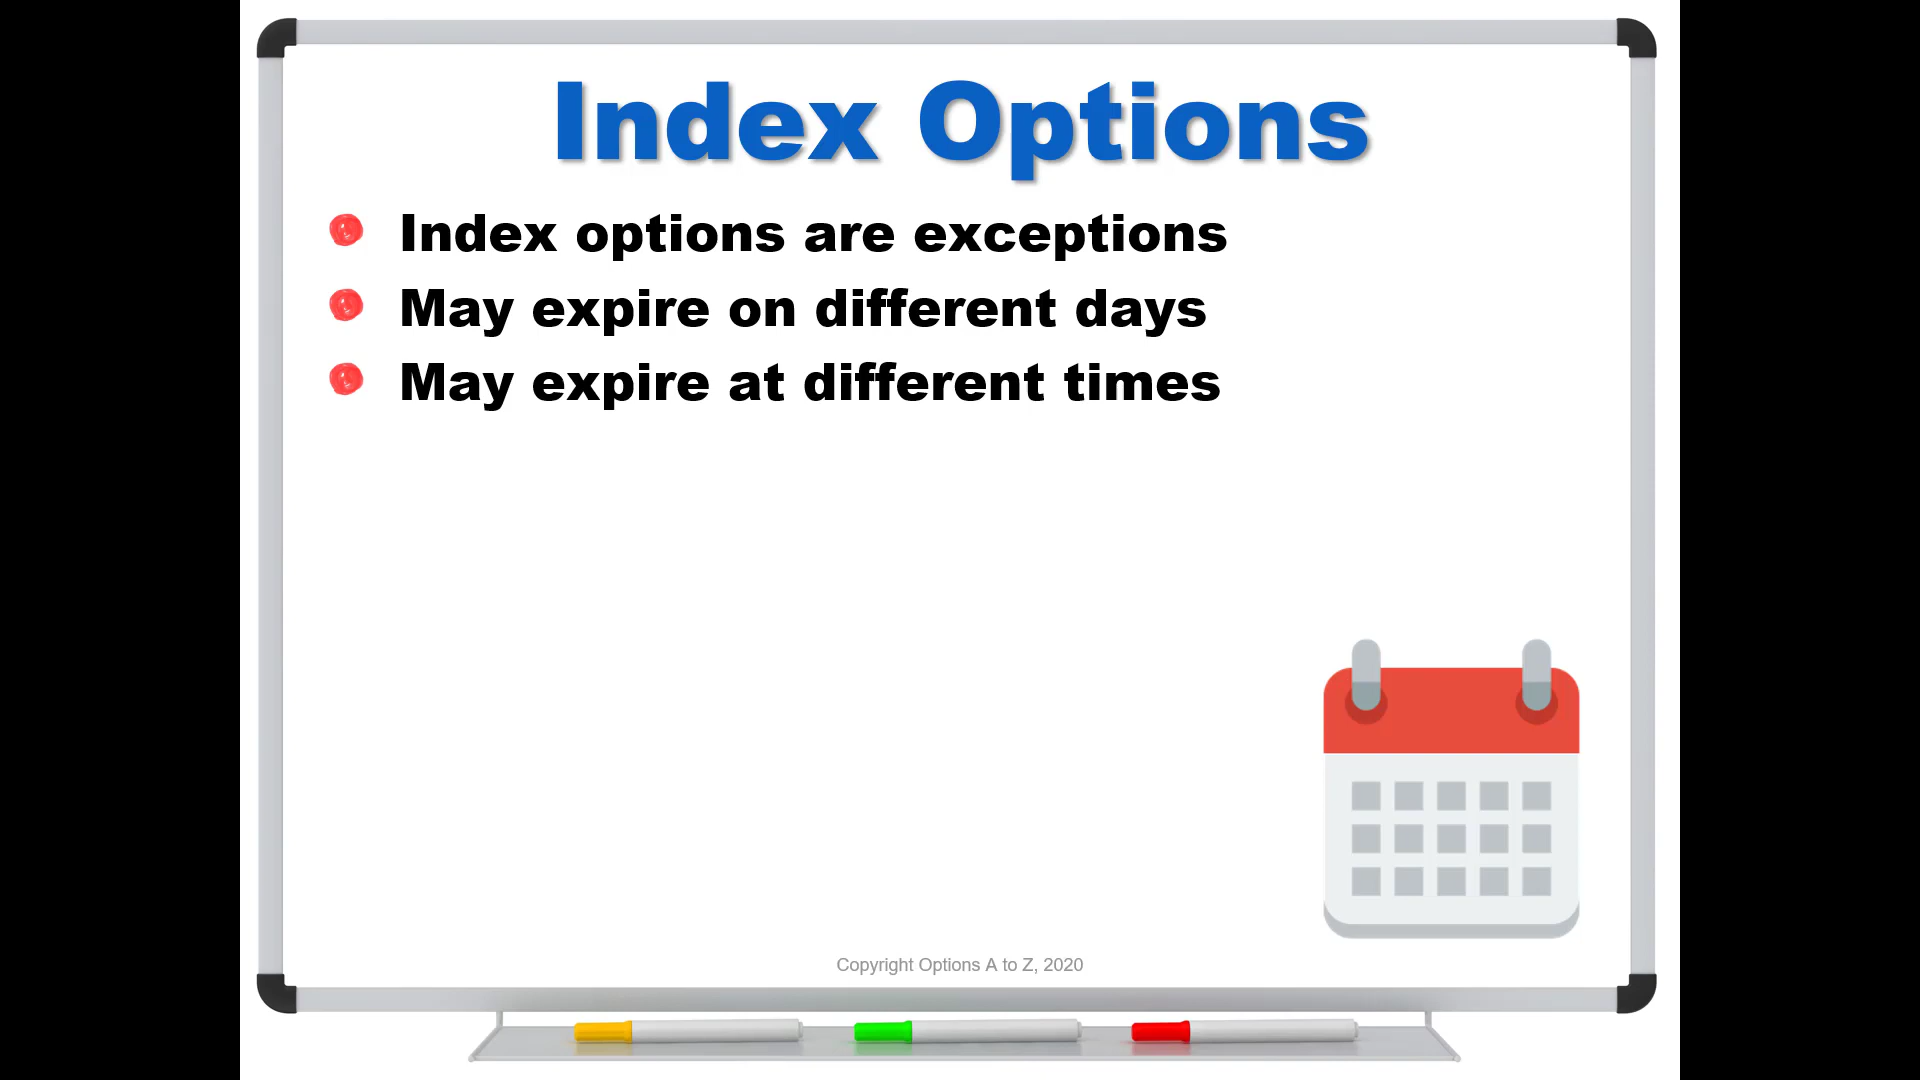 Index Options
Index options are exceptions
May expire on different days
May expire at different times
Copyright Options A to Z, 2020